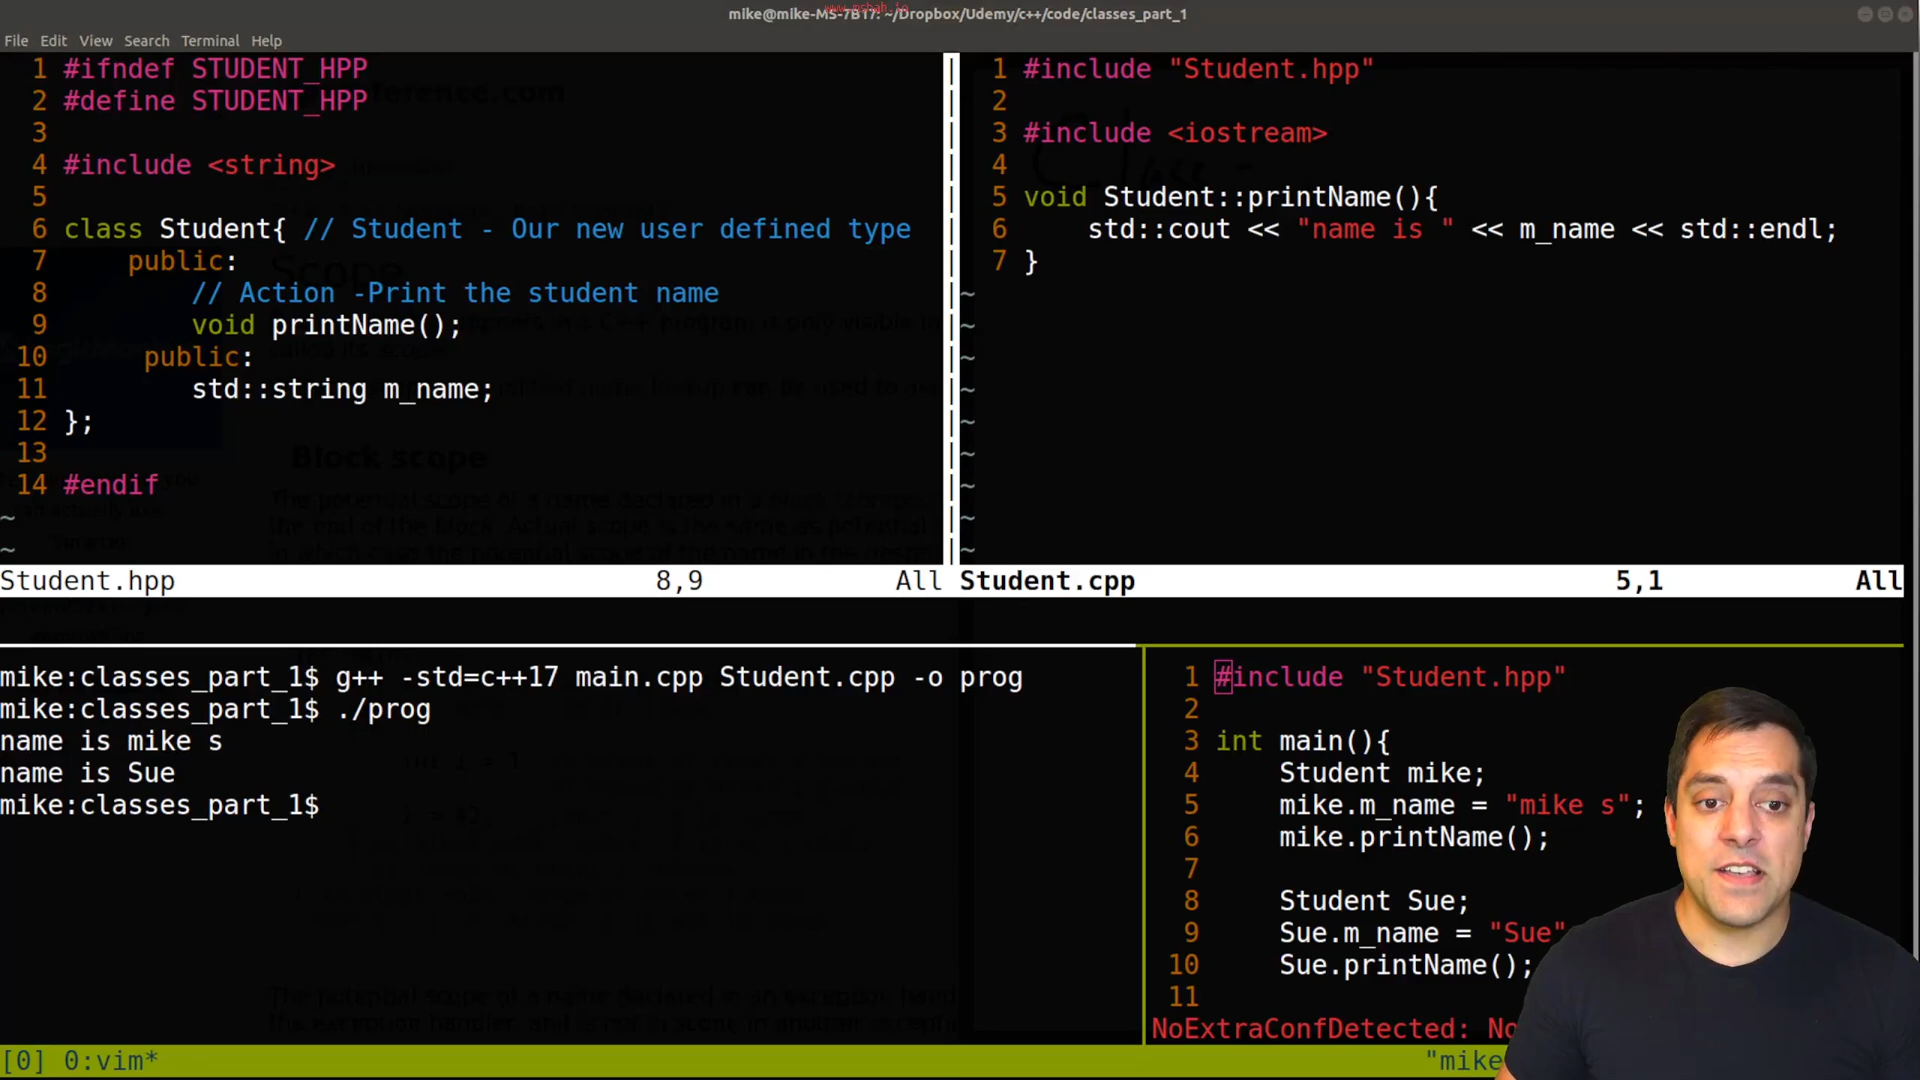 www.mshah.io
mike@mike-MS-7B17: ~/Dropbox/Udemy/c++/code/classes_part_1
File Edit View Search Terminal Help
1 #ifndef STUDENT_HPP
2 #define STUDENT_HPP
3
4 #include <string>
5
6 class Student{ // Student - Our new user defined type
7 public:
8 // Action -Print the student name
9 void printName();
10 public:
11 std::string m_name;
12 };
13
14 #endif
~
~
Student.hpp 8,9 All
1 #include "Student.hpp"
2
3 #include <iostream>
4
5 void Student::printName(){
6 std::cout << "name is " << m_name << std::endl;
7 }
~
~
~
~
~
~
~
~
~
Student.cpp 5,1 All
mike:classes_part_1$ g++ -std=c++17 main.cpp Student.cpp -o prog
mike:classes_part_1$ ./prog
name is mike s
name is Sue
mike:classes_part_1$
1 #include "Student.hpp"
2
3 int main(){
4 Student mike;
5 mike.m_name = "mike s";
6 mike.printName();
7
8 Student Sue;
9 Sue.m_name = "Sue"
10 Sue.printName();
11
NoExtraConfDetected: No
[0] 0:vim* "mike